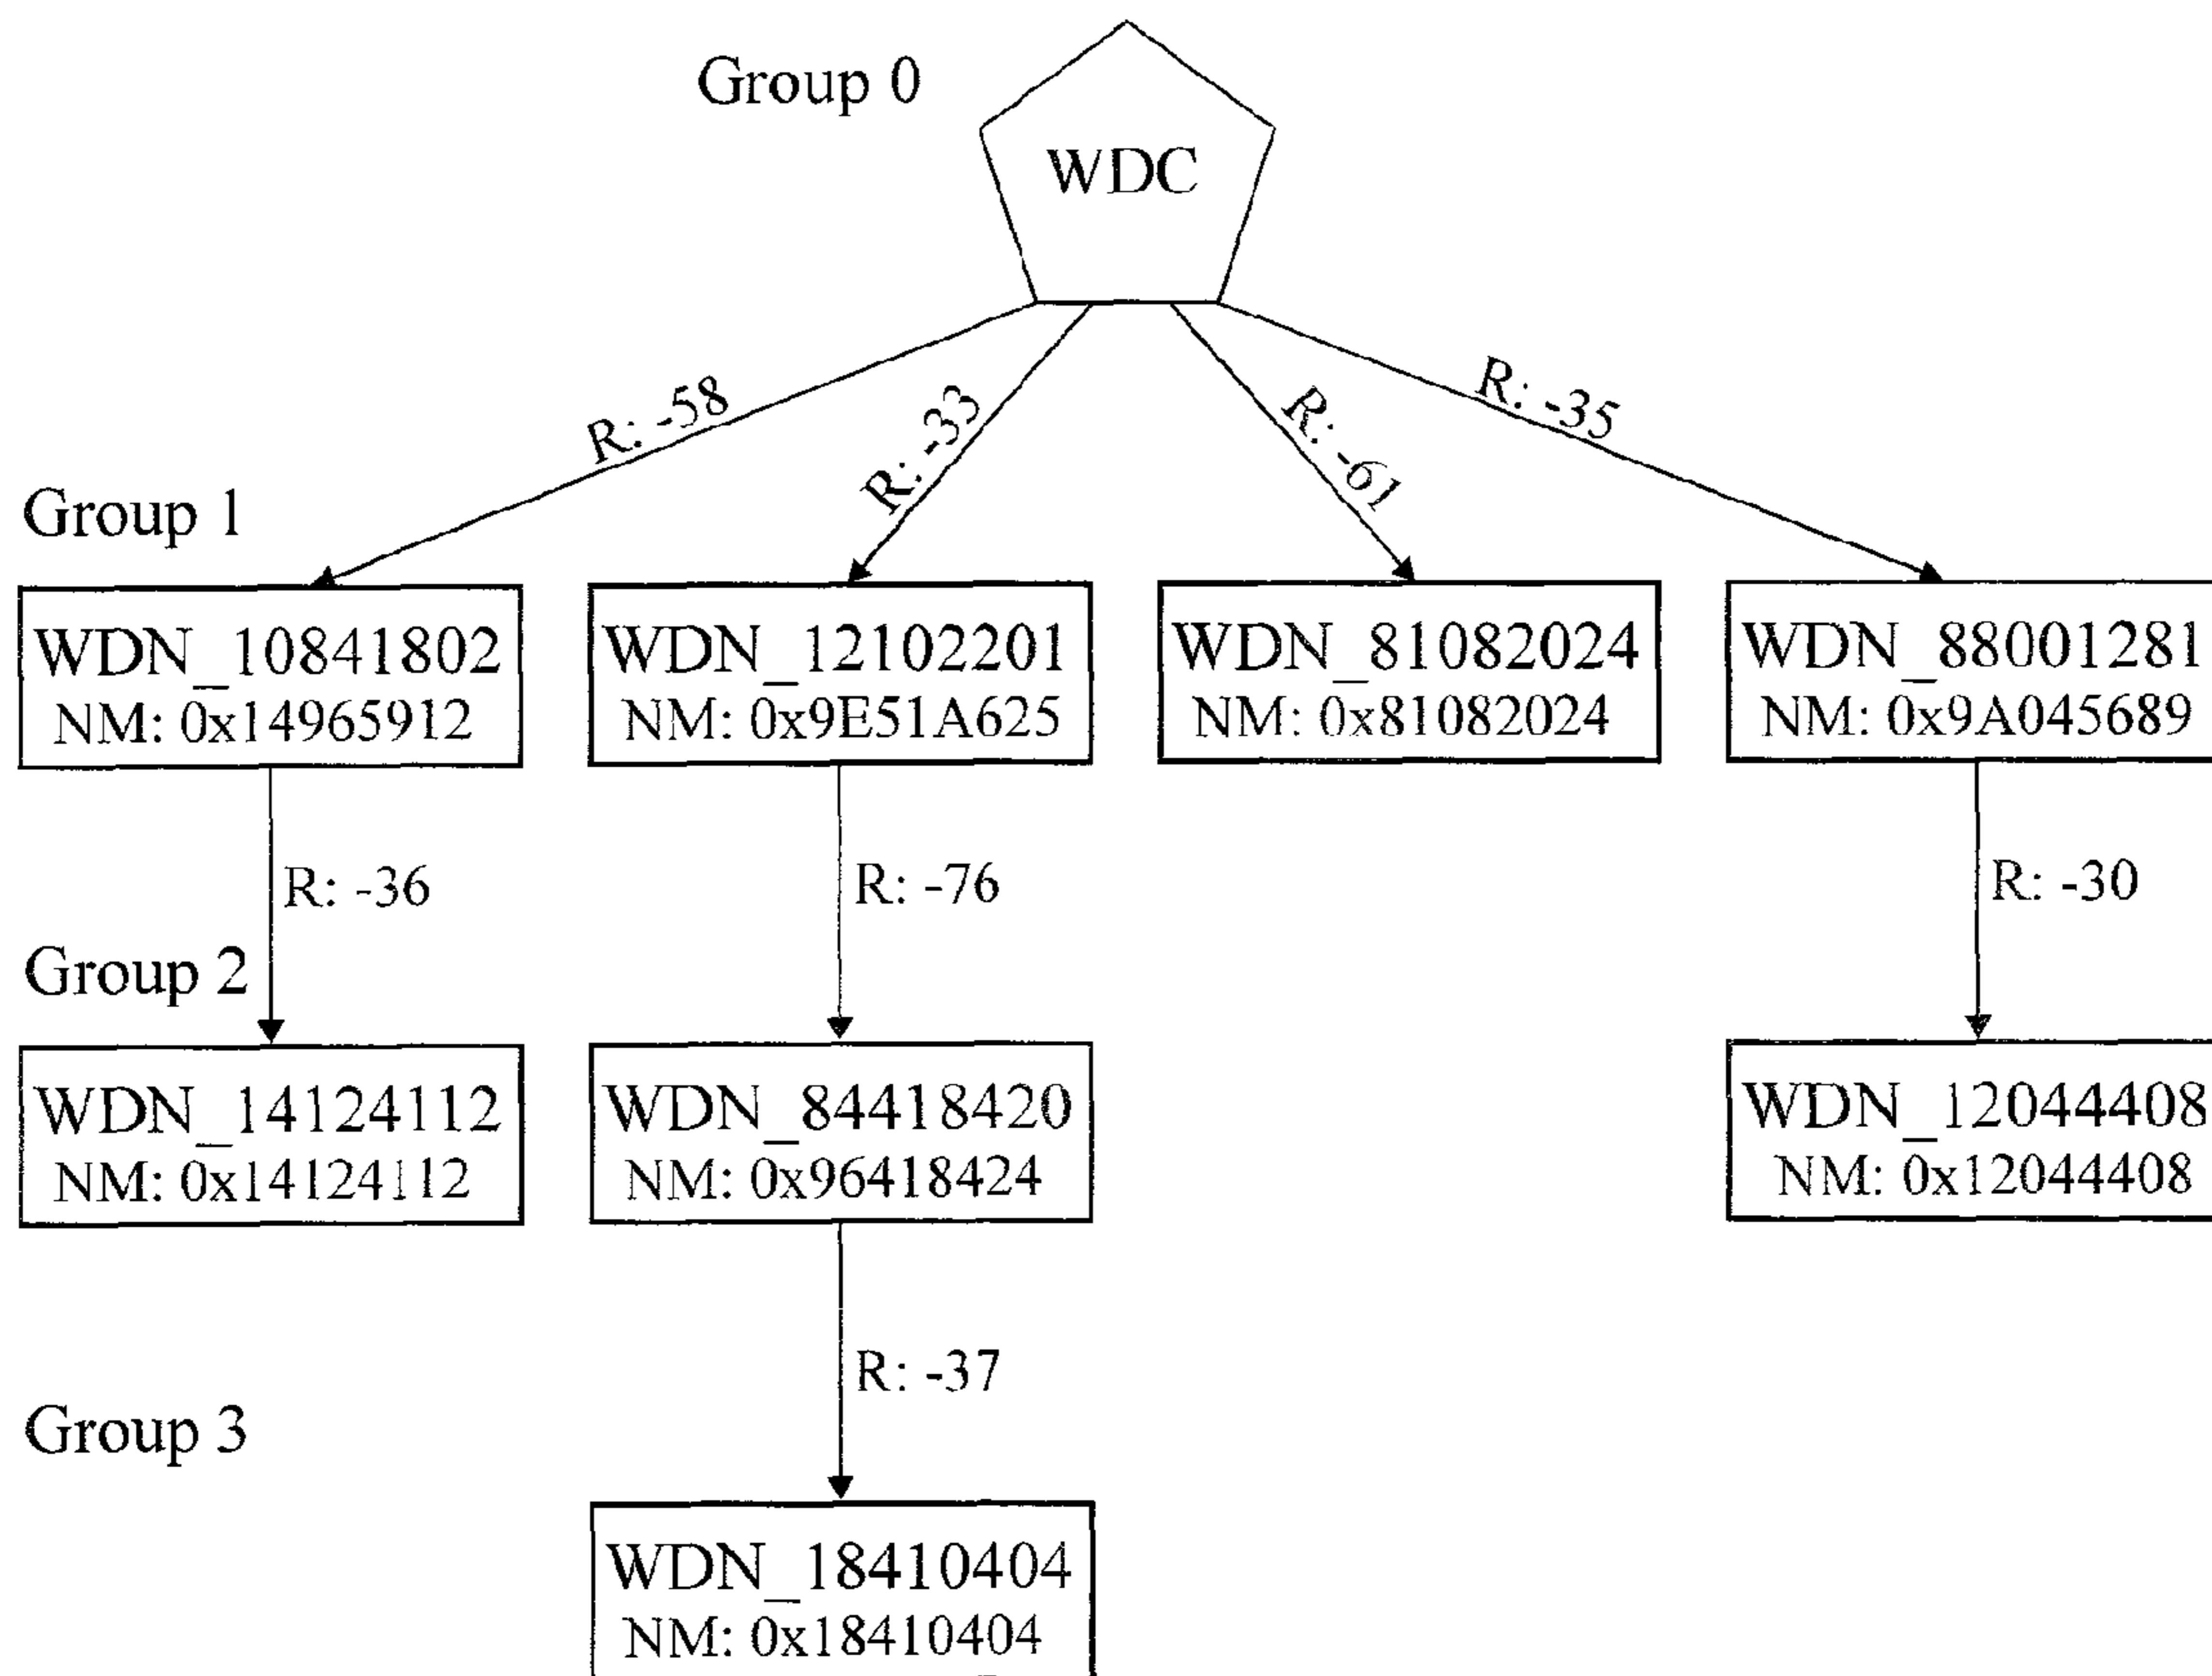 Group 0
WDC
R: -58
R: -33
R: -61
R: -35
Group 1
WDN_10841802
NM: 0x14965912
WDN_12102201
NM: 0x9E51A625
WDN_81082024
NM: 0x81082024
WDN_88001281
NM: 0x9A045689
R: -36
R: -76
R: -30
Group 2
WDN_14124112
NM: 0x14124112
WDN_84418420
NM: 0x96418424
WDN_12044408
NM: 0x12044408
R: -37
Group 3
WDN_18410404
NM: 0x18410404